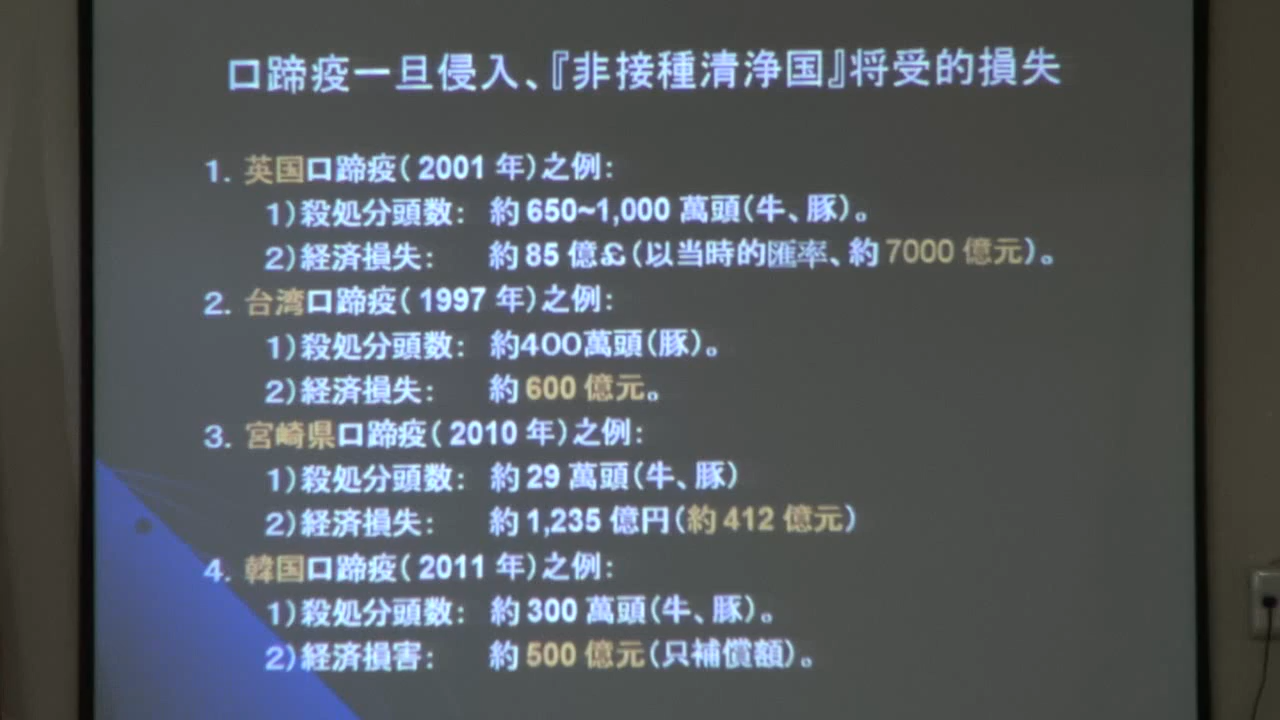 口蹄疫一旦侵入、『非接種清浄国』将受的損失
1. 英国口蹄疫(2001 年)之例:
1)殺処分頭数: 約 650~1,000 萬頭(牛、豚)。
2)経済損失: 約 85 億£(以当時的匯率、約 7000 億元)。
2. 台湾口蹄疫(1997 年)之例:
1)殺処分頭数: 約400萬頭(豚)。
2)経済損失: 約 600 億元。
3. 宮崎県口蹄疫(2010 年)之例:
1)殺処分頭数: 約 29 萬頭(牛、豚)
2)経済損失: 約 1,235 億円(約 412 億元)
4. 韓国口蹄疫(2011 年)之例:
1)殺処分頭数: 約 300 萬頭(牛、豚)。
2)経済損害: 約 500 億元(只補償額)。